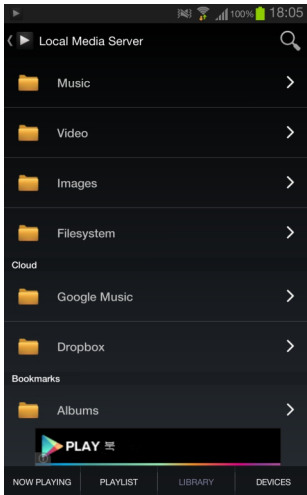 100% 18:05
Local Media Server
Music
Video
Images
Filesystem
Cloud
Google Music
Dropbox
Bookmarks
Albums
PLAY 북
NOW PLAYING PLAYLIST LIBRARY DEVICES